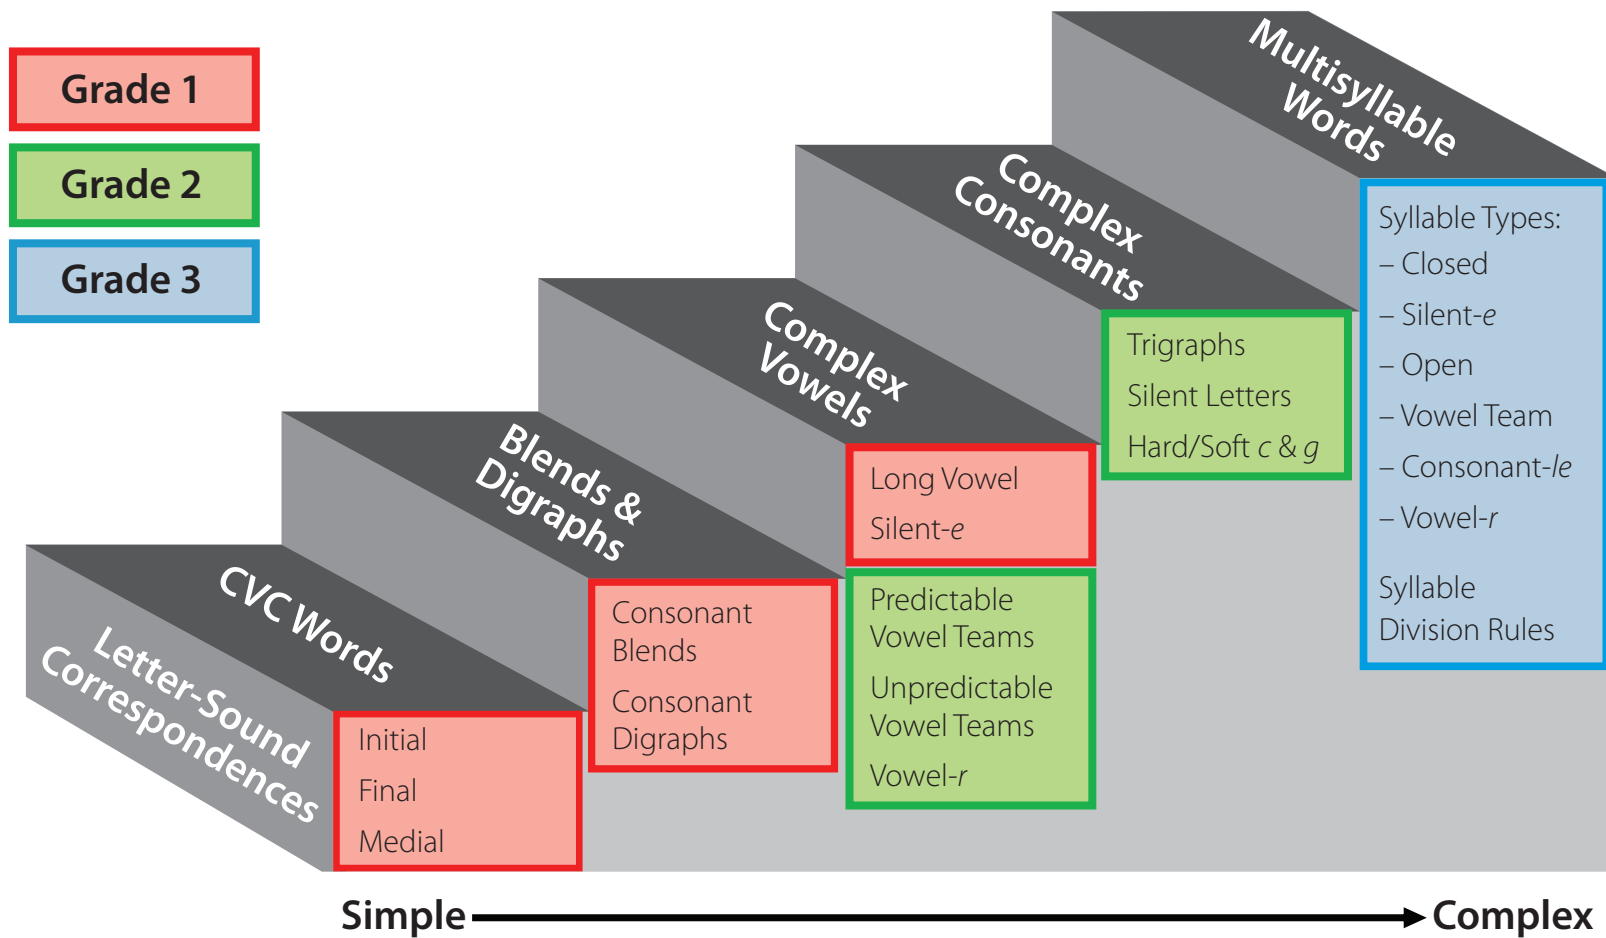 Grade 1
Grade 2
Grade 3
Letter-Sound
Correspondences
CVC Words
Initial
Final
Medial
Blends &
Digraphs
Consonant
Blends
Consonant
Digraphs
Complex
Vowels
Long Vowel
Silent-e
Predictable
Vowel Teams
Unpredictable
Vowel Teams
Vowel-r
Complex
Consonants
Trigraphs
Silent Letters
Hard/Soft c & g
Multisyllable
Words
Syllable Types:
– Closed
– Silent-e
– Open
– Vowel Team
– Consonant-le
– Vowel-r
Syllable
Division Rules
Simple
Complex